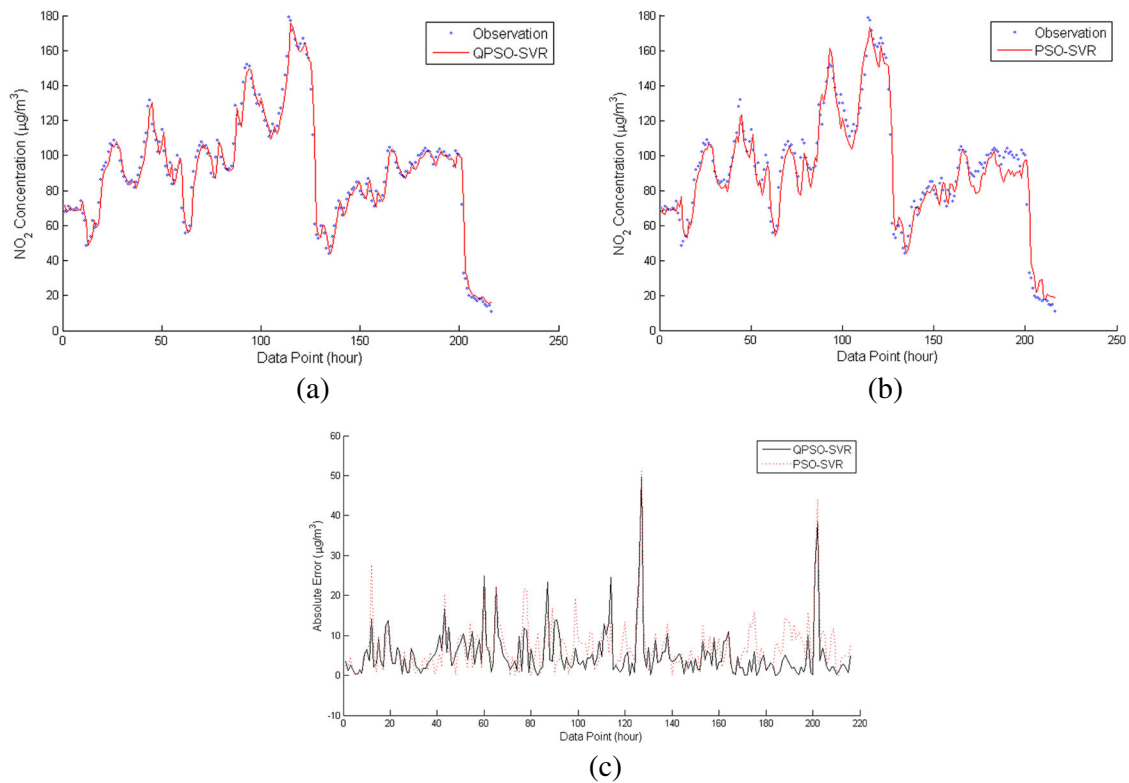 180
160
140
120
100
80
60
40
20
0
NO2 Concentration (µg/m3)
0 50 100 150 200 250
Data Point (hour)
Observation
QPSO-SVR
(a)
180
160
140
120
100
80
60
40
20
0
NO2 Concentration (µg/m3)
0 50 100 150 200 250
Data Point (hour)
Observation
PSO-SVR
(b)
60
50
40
30
20
10
0
-10
Absolute Error (µg/m3)
0 20 40 60 80 100 120 140 160 180 200 220
Data Point (hour)
QPSO-SVR
PSO-SVR
(c)